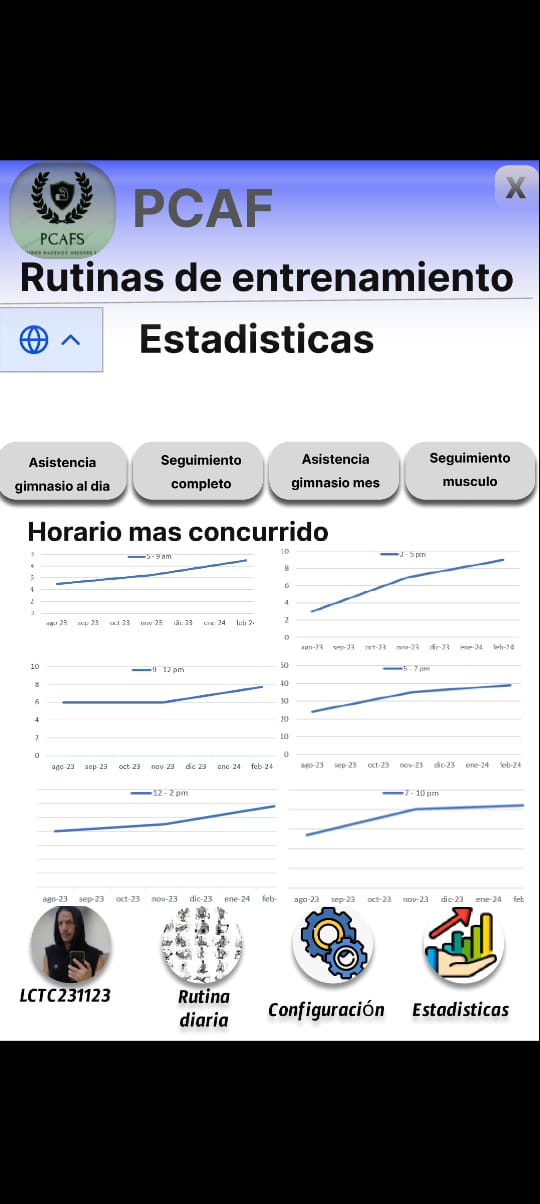 PCAFS
PCAF
X
Rutinas de entrenamiento
Estadisticas
Asistencia
gimnasio al dia
Seguimiento
completo
Asistencia
gimnasio mes
Seguimiento
musculo
Horario mas concurrido
5 - 9 am
ago 23 sep 23 oct 23 nov 23 dic 23 ene 24
2 - 5 pm
10
8
6
4
2
0
ago-23 sep-23 oct-23 nov-23 dic-23 ene-24 feb-24
9 12 pm
10
8
6
4
2
0
ago 23 sep-23 oct-23 nov-23 dic-23 ene-24 feb-24
5 - 7 pm
50
40
30
20
10
0
ago-23 sep-23 oct-23 nov-23 dic-23 ene-24 feb-24
12 - 2 pm
ago-23 sep-23 oct-23 nov-23 dic-23 ene-24 feb-
7 - 10 pm
ago-23 sep-23 oct-23 nov-23 dic-23 ene-24 feb
LCTC231123
Rutina
diaria
Configuración
Estadisticas